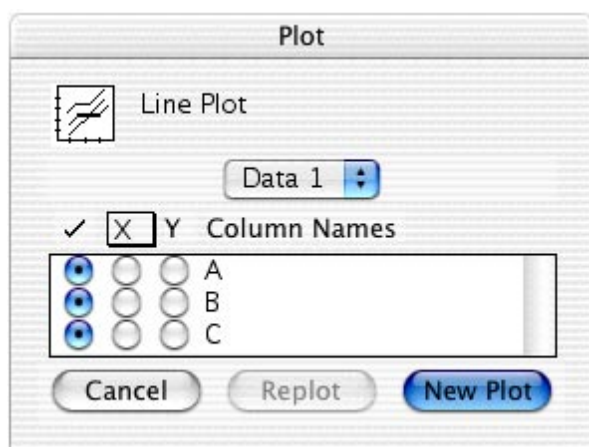 Plot
Line Plot
Data 1
✓ X Y Column Names
A
B
C
Cancel Replot New Plot